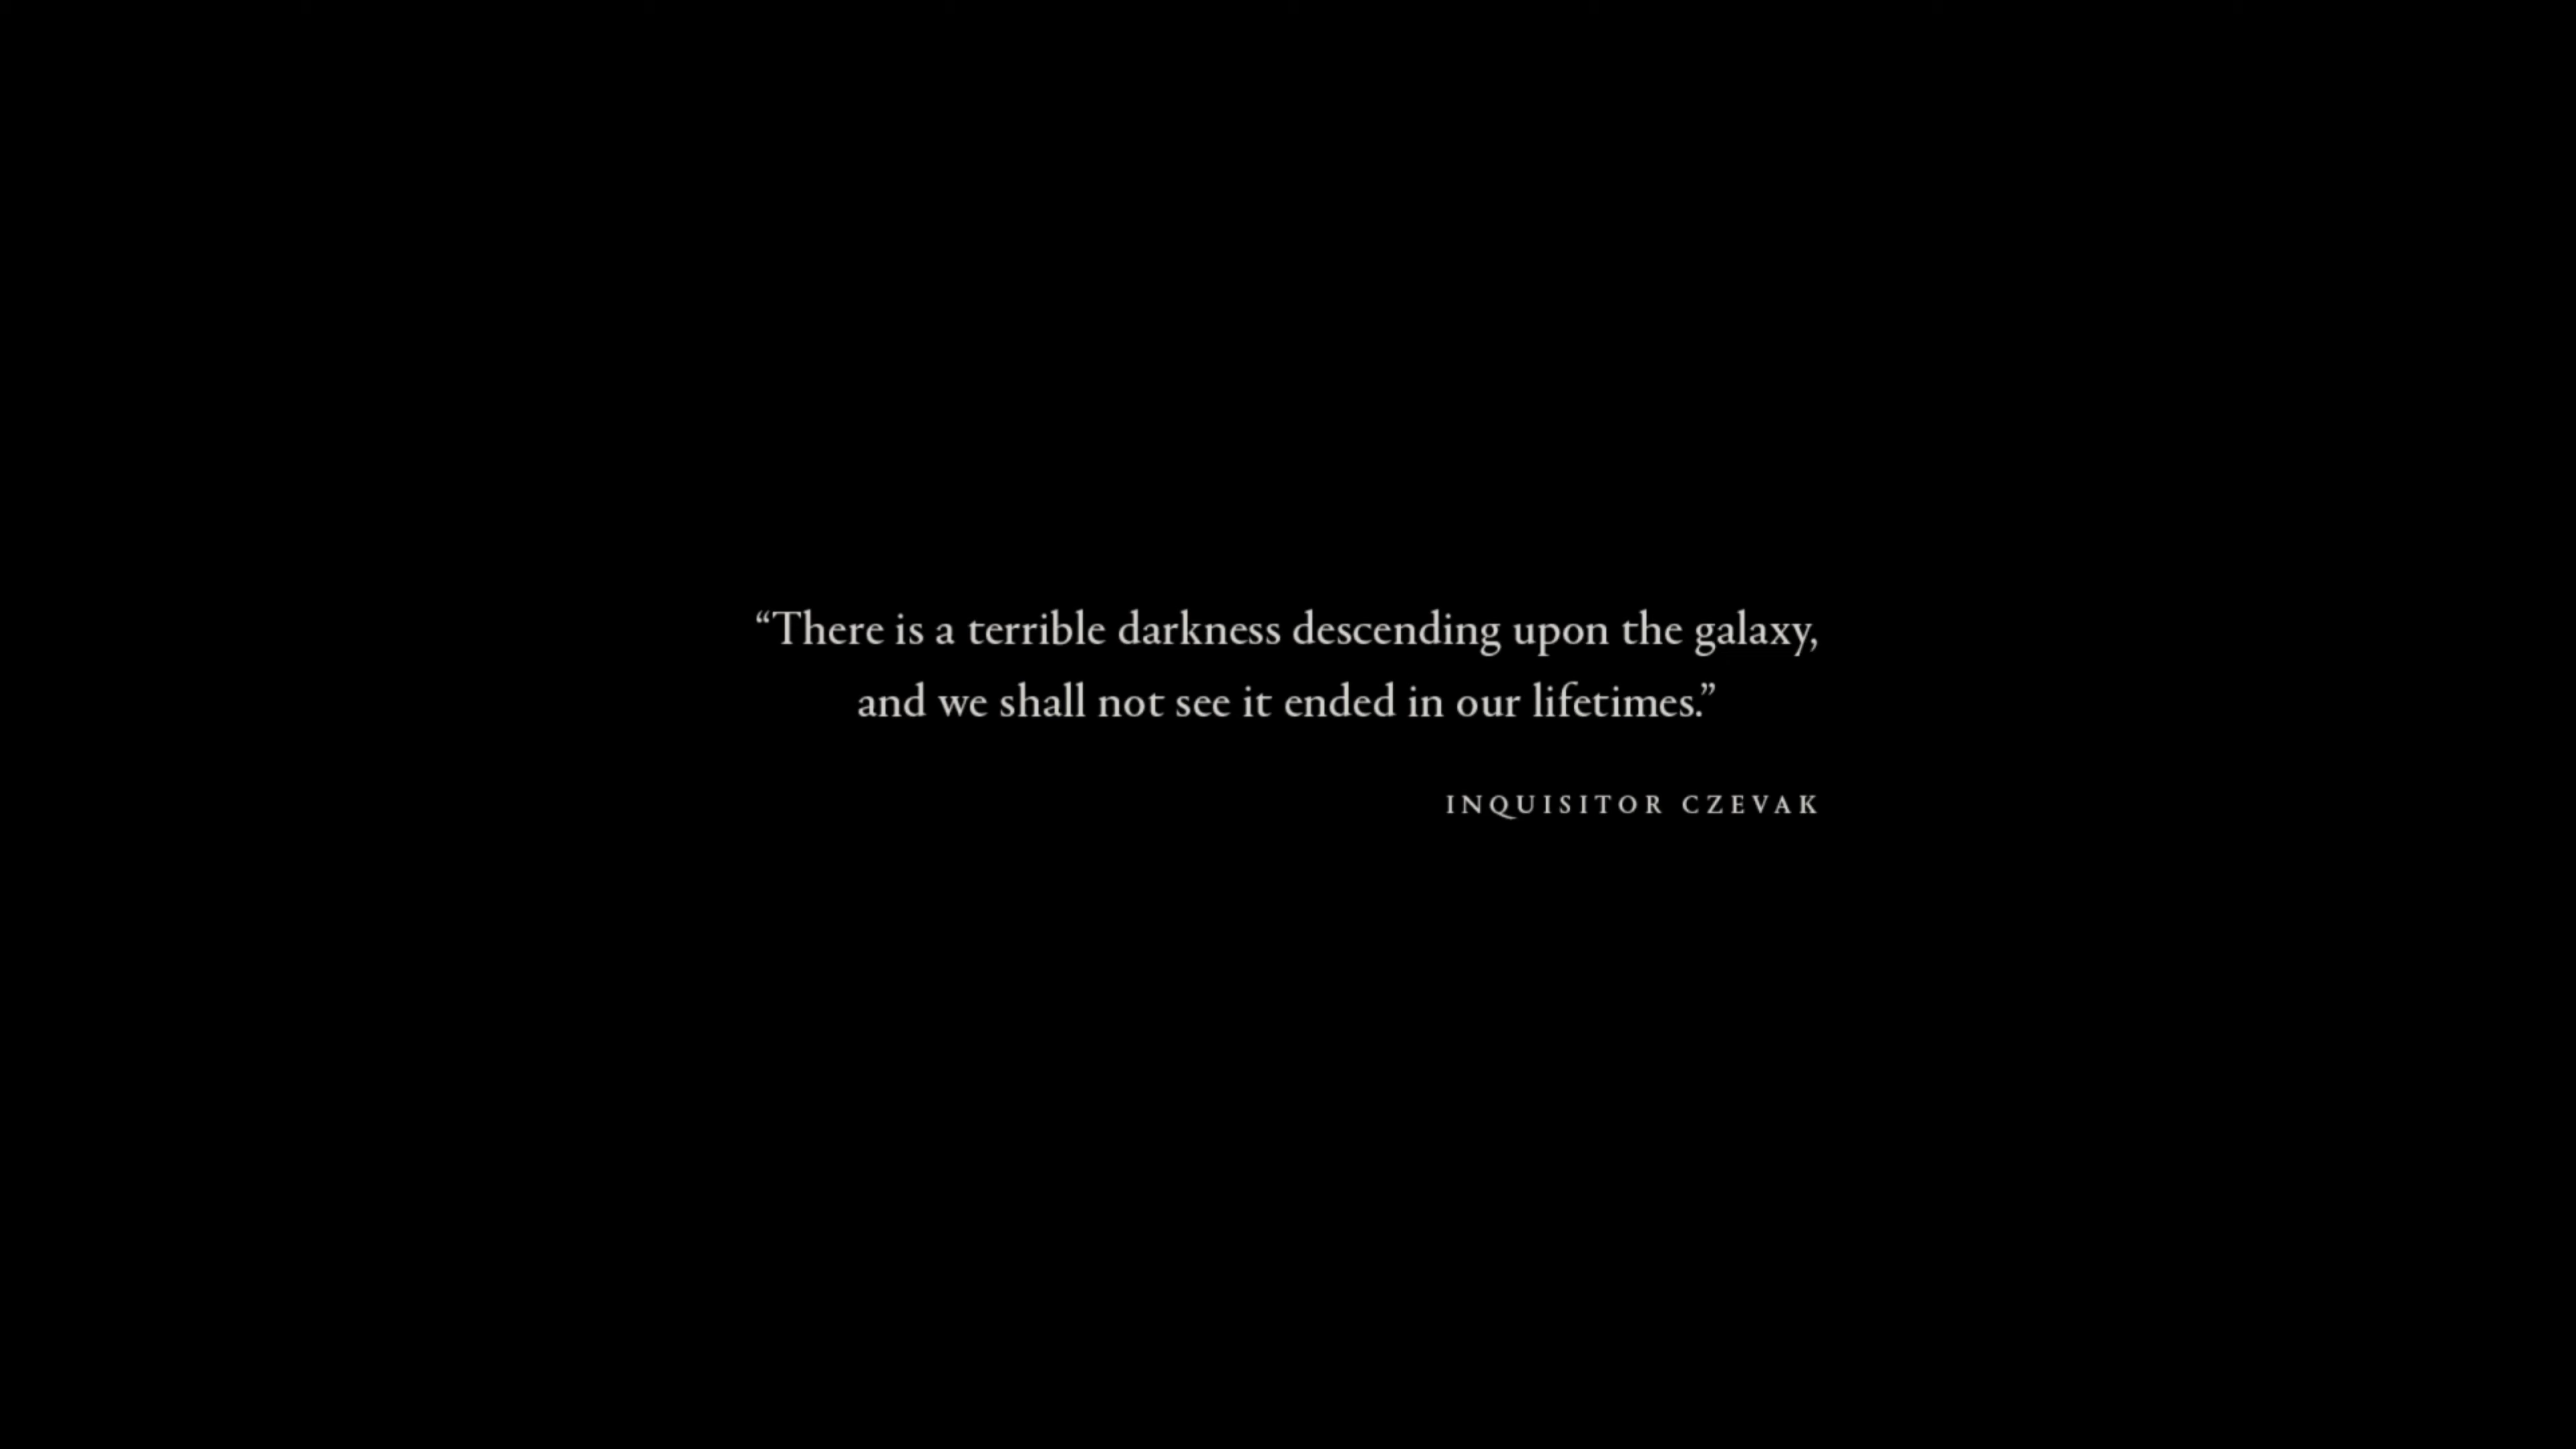 “There is a terrible darkness descending upon the galaxy,
and we shall not see it ended in our lifetimes.”
INQUISITOR CZEVAK